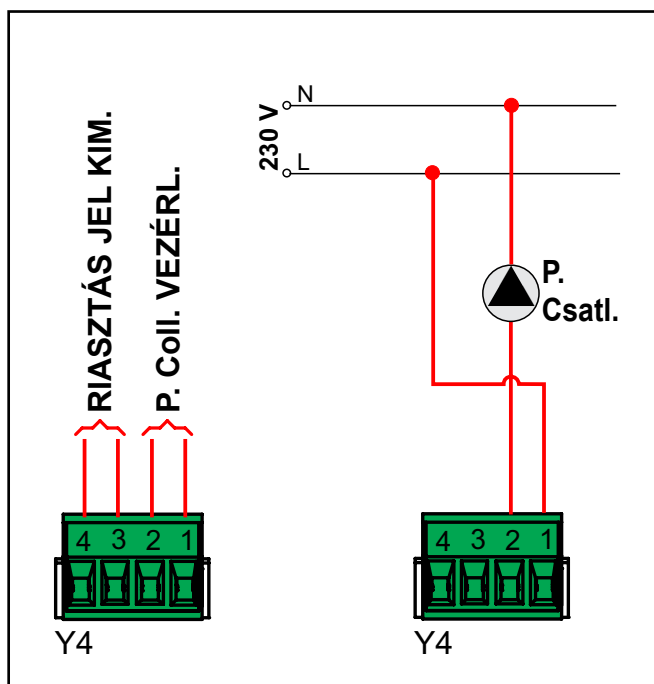 RIASZTÁS JEL KIM.
P. Coll. VEZÉRL.
4 3 2 1
Y4
230 V
N
L
P.
Csatl.
4 3 2 1
Y4